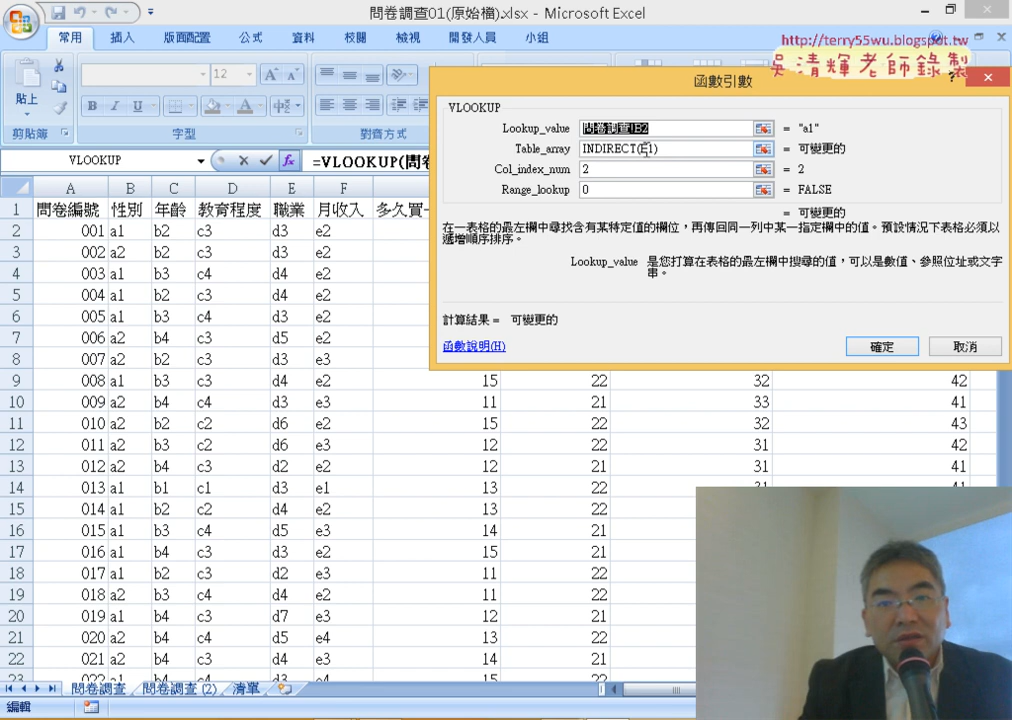 問卷調查01(原始檔).xlsx - Microsoft Excel
常用 插入 版面配置 公式 資料 校閱 檢視 開發人員 小組
http://terry55wu.blogspot.tw
吳清輝老師錄製
貼上
12
B I U
剪貼簿 字型 對齊方式
VLOOKUP =VLOOKUP(問卷
函數引數
VLOOKUP
Lookup_value 問卷調查!B2 = "a1"
Table_array = 可變更的
Col_index_num 2 = 2
Range_lookup 0 = FALSE
= 可變更的
在一表格的最左欄中尋找含有某特定值的欄位，再傳回同一列中某一指定欄中的值。預設情況下表格必須以
遞增順序排序。
Lookup_value 是您打算在表格的最左欄中搜尋的值，可以是數值、參照位址或文字
串。
計算結果 = 可變更的
函數說明(H) 確定 取消
A B C D E F
1 問卷編號 性別 年齡 教育程度 職業 月收入
2 001 a1 b2 c3 d3 e2
3 002 a2 b2 c3 d3 e2
4 003 a1 b3 c4 d4 e2
5 004 a1 b2 c3 d4 e2
6 005 a1 b3 c4 d3 e2
7 006 a2 b4 c3 d5 e2
8 007 a2 b2 c3 d3 e3
9 008 a1 b3 c3 d4 e2 15 22 32 42
10 009 a2 b4 c4 d3 e3 11 21 33 41
11 010 a2 b2 c2 d6 e2 15 22 32 43
12 011 a2 b3 c2 d6 e3 12 22 31 42
13 012 a2 b4 c3 d2 e2 12 21 31 41
14 013 a1 b1 c1 d3 e1 13 22 31 41
15 014 a1 b2 c2 d4 e2 13 22
16 015 a1 b3 c4 d5 e3 14 21
17 016 a1 b4 c3 d3 e2 15 21
18 017 a1 b2 c3 d2 e3 11 22
19 018 a2 b3 c4 d4 e2 11 22
20 019 a1 b4 c3 d7 e3 12 21
21 020 a2 b4 c4 d5 e4 13 22
22 021 a2 b4 c3 d4 e3 14 21
問卷調查 問卷調查 (2) 清單
編輯